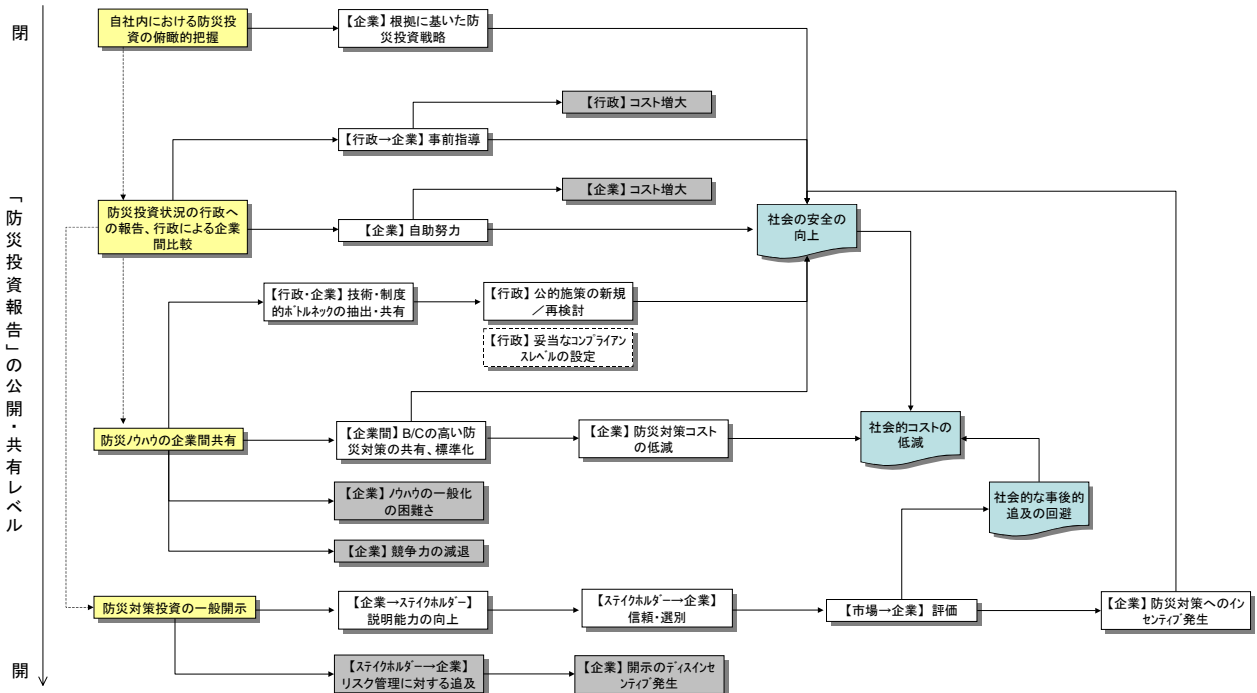 閉
「防災投資報告」の公開・共有レベル
開
自社内における防災投
資の俯瞰的把握
【企業】根拠に基いた防
災投資戦略
【行政】コスト増大
【行政→企業】事前指導
【企業】コスト増大
防災投資状況の行政へ
の報告、行政による企業
間比較
【企業】自助努力
社会の安全の
向上
【行政・企業】技術・制度
的ﾎﾞﾄﾙﾈｯｸの抽出・共有
【行政】公的施策の新規
／再検討
【行政】妥当なｺﾝﾌﾟﾗｲｱﾝ
ｽﾚﾍﾞﾙの設定
防災ﾉｳﾊｳの企業間共有
【企業間】B/Cの高い防
災対策の共有、標準化
【企業】防災対策コスト
の低減
社会的コストの
低減
【企業】ﾉｳﾊｳの一般化
の困難さ
社会的な事後的
追及の回避
【企業】競争力の減退
防災対策投資の一般開示
【企業→ｽﾃｲｸﾎﾙﾀﾞｰ】
説明能力の向上
【ｽﾃｲｸﾎﾙﾀﾞｰ→企業】
信頼・選別
【市場→企業】評価
【企業】防災対策へのｲﾝ
ｾﾝﾃｨﾌﾞ発生
【ｽﾃｲｸﾎﾙﾀﾞｰ→企業】
リスク管理に対する追及
【企業】開示のﾃﾞｨｽｲﾝｾ
ﾝﾃｨﾌﾞ発生